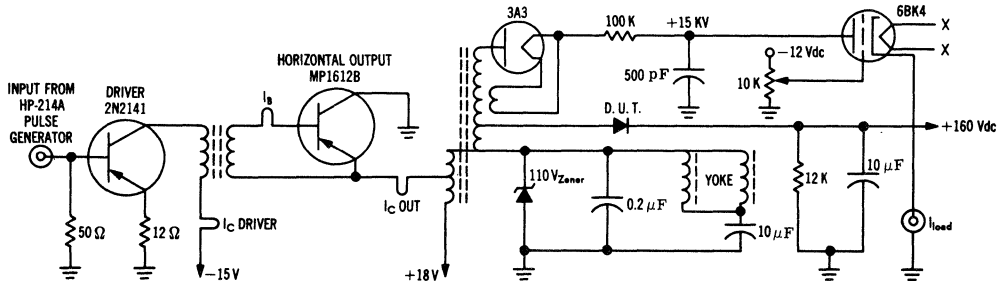 3A3
6BK4
100 K
+15 KV
X
X
HORIZONTAL OUTPUT
MP1612B
−12 Vdc
500 pF
10 K
INPUT FROM
HP-214A
PULSE
GENERATOR
DRIVER
2N2141
I_B
D. U. T.
+160 Vdc
110 V_Zener
YOKE
0.2 μF
12 K
10 μF
I_C OUT
50 Ω
12 Ω
I_C DRIVER
10 μF
I_load
−15 V
+18 V